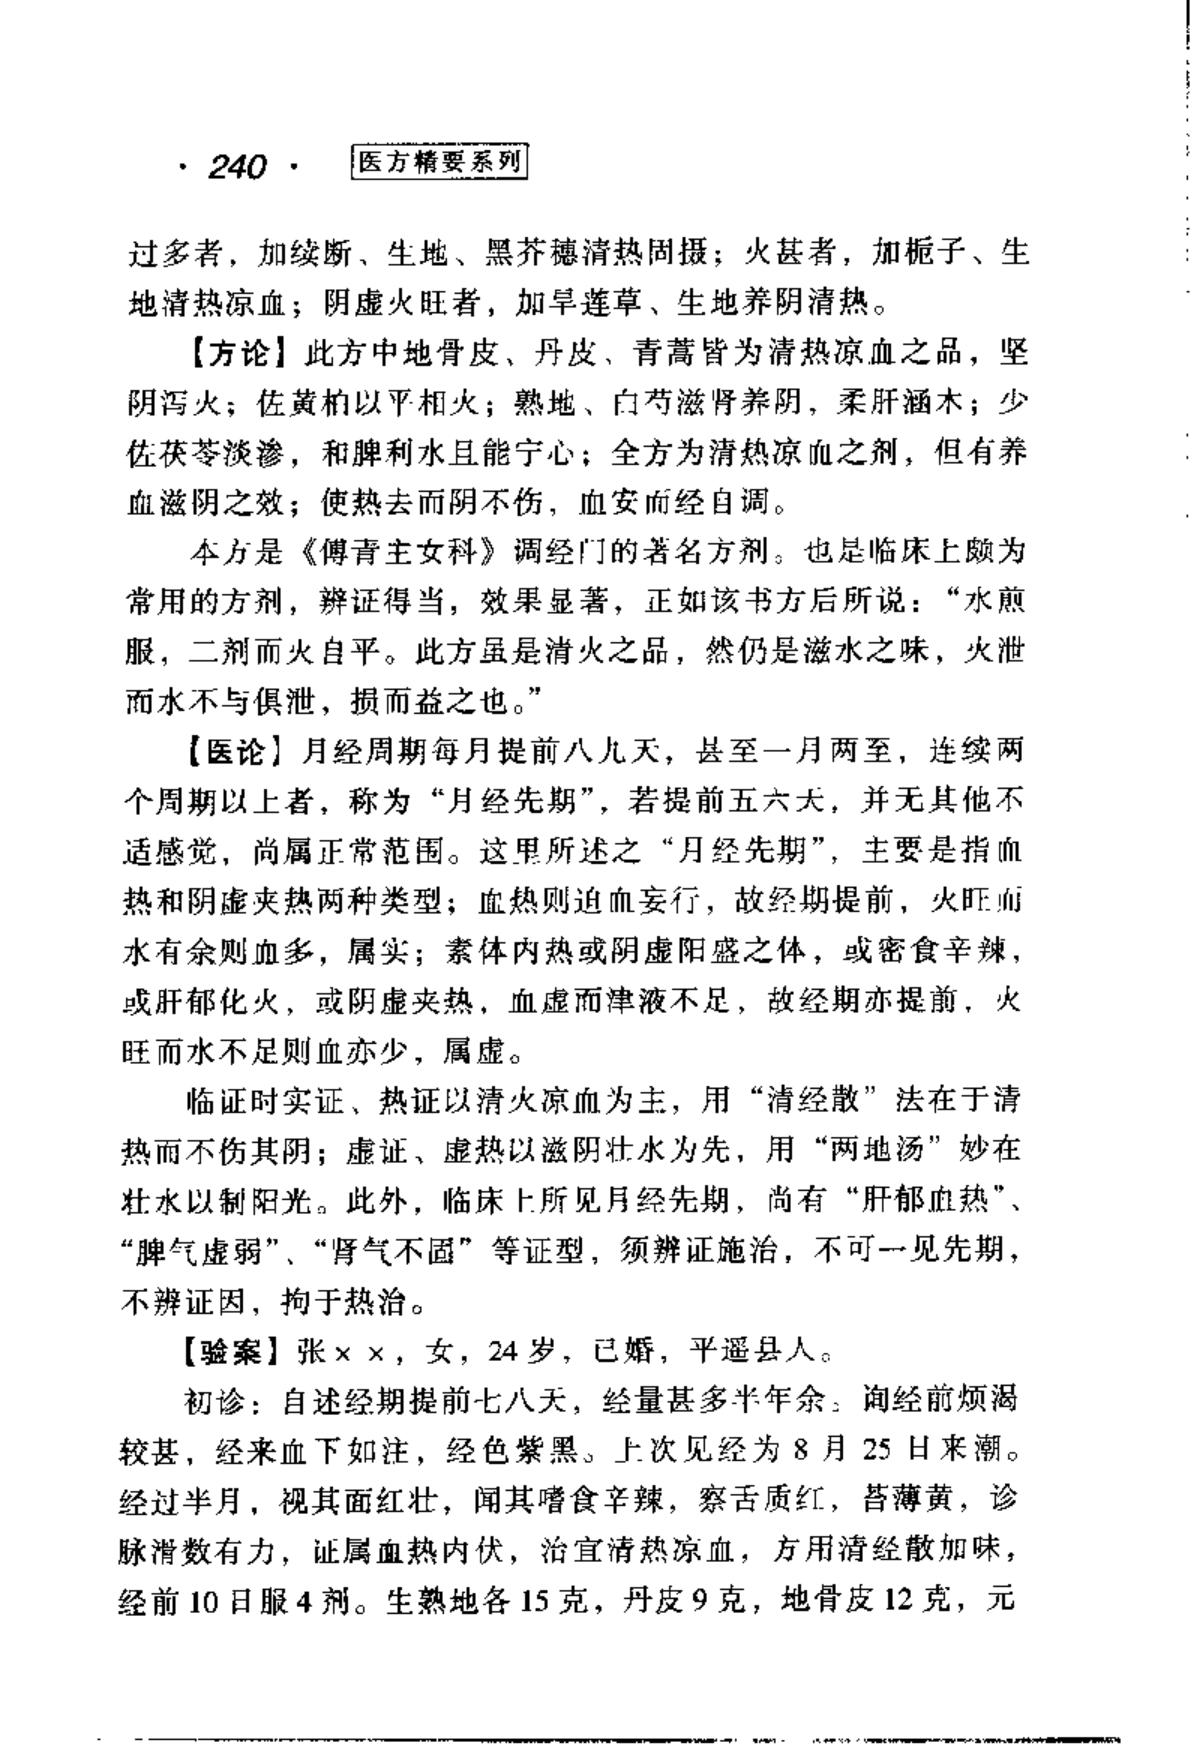 · 240 ·  医方精要系列
过多者，加续断、生地、黑芥穗清热固摄；火甚者，加栀子、生
地清热凉血；阴虚火旺者，加旱莲草、生地养阴清热。
【方论】此方中地骨皮、丹皮、青蒿皆为清热凉血之品，坚
阴泻火；佐黄柏以平相火；熟地、白芍滋肾养阴，柔肝涵木；少
佐茯苓淡渗，和脾利水且能宁心；全方为清热凉血之剂，但有养
血滋阴之效；使热去而阴不伤，血安而经自调。
本方是《傅青主女科》调经门的著名方剂。也是临床上颇为
常用的方剂，辨证得当，效果显著，正如该书方后所说：“水煎
服，二剂而火自平。此方虽是清火之品，然仍是滋水之味，火泄
而水不与俱泄，损而益之也。”
【医论】月经周期每月提前八九天，甚至一月两至，连续两
个周期以上者，称为“月经先期”，若提前五六天，并无其他不
适感觉，尚属正常范围。这里所述之“月经先期”，主要是指血
热和阴虚夹热两种类型；血热则迫血妄行，故经期提前，火旺而
水有余则血多，属实；素体内热或阴虚阳盛之体，或密食辛辣，
或肝郁化火，或阴虚夹热，血虚而津液不足，故经期亦提前，火
旺而水不足则血亦少，属虚。
临证时实证、热证以清火凉血为主，用“清经散”法在于清
热而不伤其阴；虚证、虚热以滋阴壮水为先，用“两地汤”妙在
壮水以制阳光。此外，临床上所见月经先期，尚有“肝郁血热”、
“脾气虚弱”、“肾气不固”等证型，须辨证施治，不可一见先期，
不辨证因，拘于热治。
【验案】张××，女，24岁，已婚，平遥县人。
初诊：自述经期提前七八天，经量甚多半年余。询经前烦渴
较甚，经来血下如注，经色紫黑。上次见经为8月25日来潮。
经过半月，视其面红壮，闻其嗜食辛辣，察舌质红，苔薄黄，诊
脉滑数有力，证属血热内伏，治宜清热凉血，方用清经散加味，
经前10日服4剂。生熟地各15克，丹皮9克，地骨皮12克，元